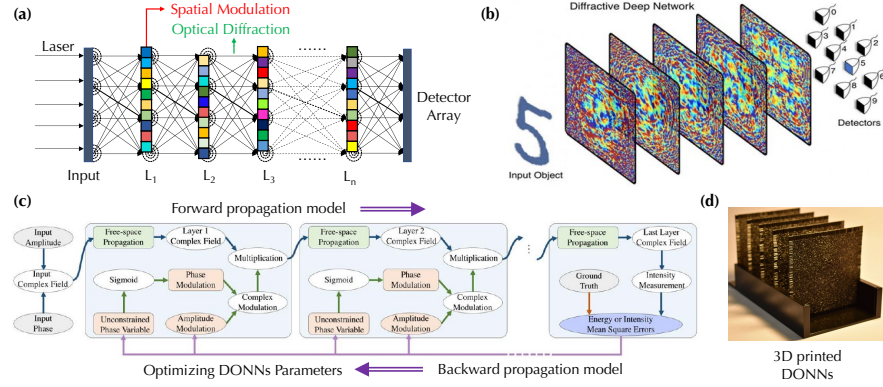 (a)
Spatial Modulation
Optical Diffraction
Laser
Detector
Array
Input
L1
L2
L3
Ln
(b)
Diffractive Deep Network
5
Input Object
0
1
2
3
4
5
6
7
8
9
Detectors
(c)
Forward propagation model
Input
Amplitude
Input
Complex Field
Input
Phase
Free-space
Propagation
Layer 1
Complex Field
Multiplication
Sigmoid
Phase
Modulation
Complex
Modulation
Unconstrained
Phase Variable
Amplitude
Modulation
Free-space
Propagation
Layer 2
Complex Field
Multiplication
Sigmoid
Phase
Modulation
Complex
Modulation
Unconstrained
Phase Variable
Amplitude
Modulation
Free-space
Propagation
Last Layer
Complex Field
Ground
Truth
Intensity
Measurement
Energy or Intensity
Mean Square Errors
Optimizing DONNs Parameters
Backward propagation model
(d)
3D printed
DONNs